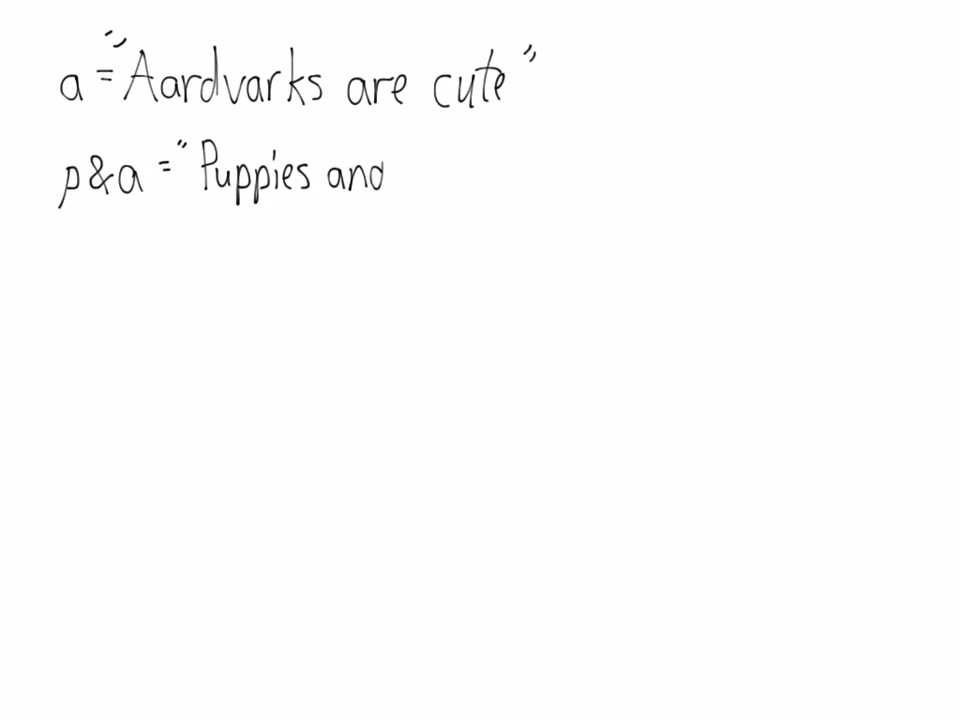 a = "Aardvarks are cute"
p&a = "Puppies and